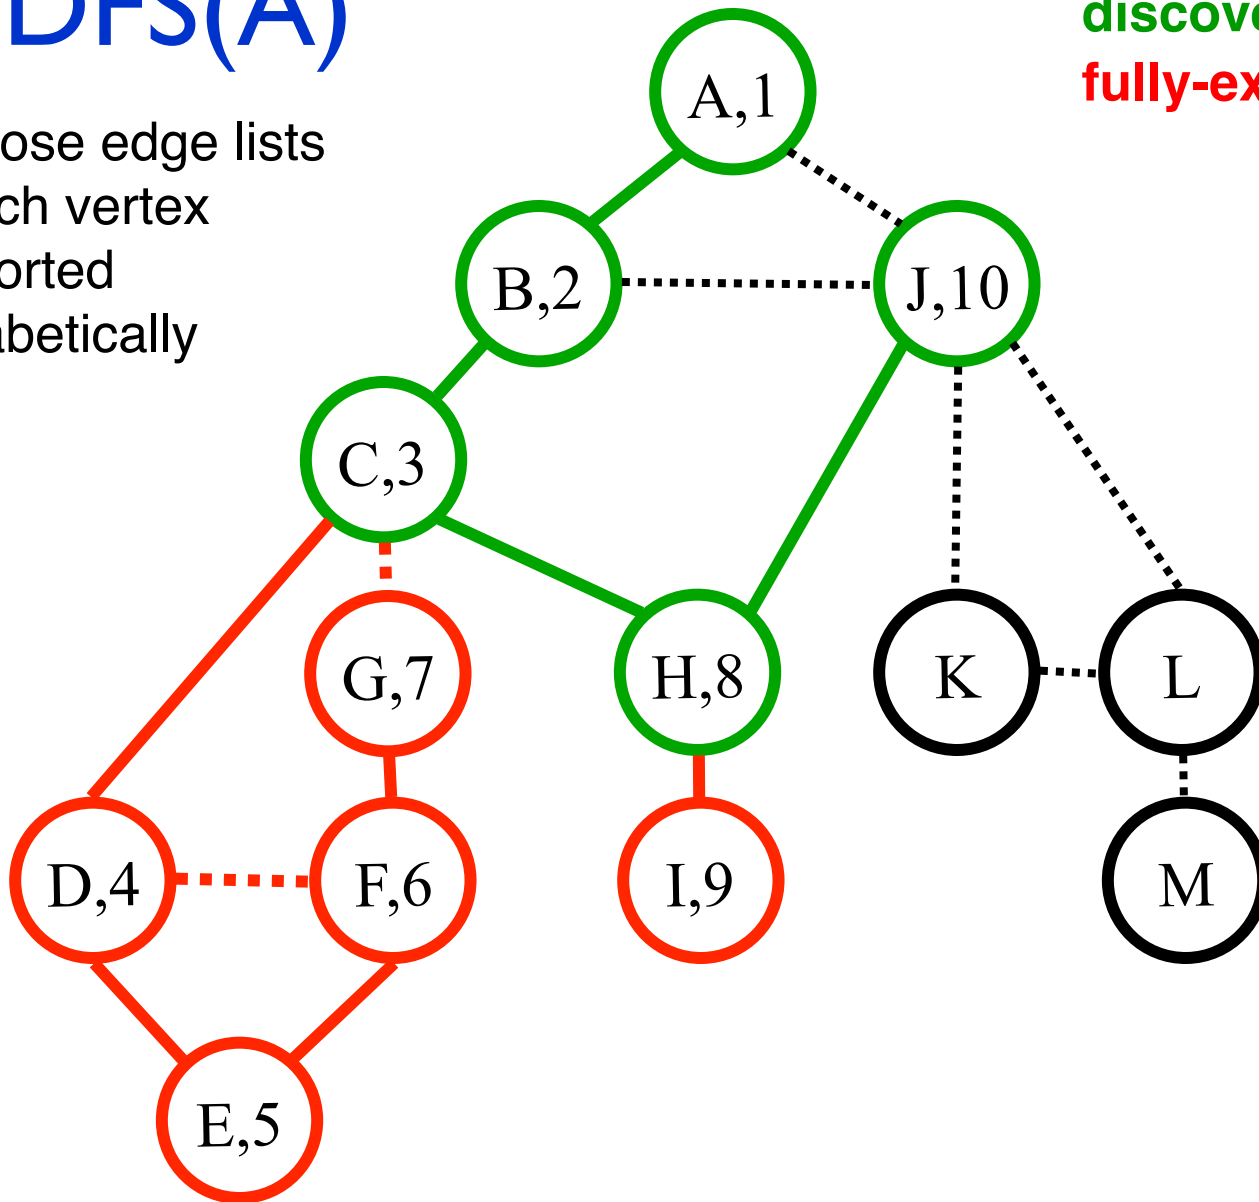 DFS(A)
discove
fully-ex
ose edge lists
ch vertex
orted
abetically
A,1
B,2
J,10
C,3
G,7
H,8
K
L
D,4
F,6
I,9
M
E,5